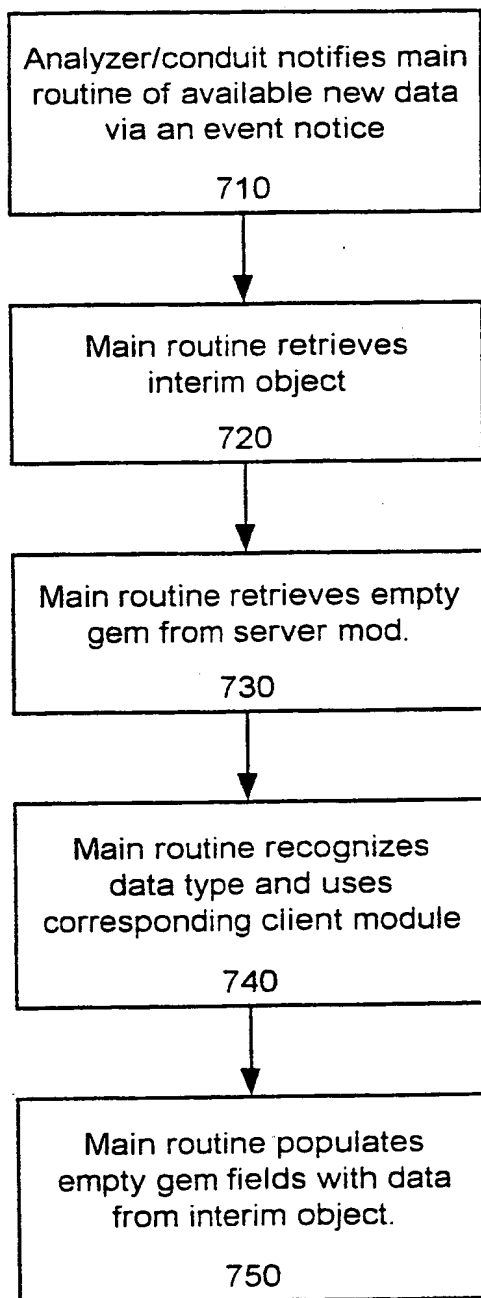 Analyzer/conduit notifies main
routine of available new data
via an event notice
710
Main routine retrieves
interim object
720
Main routine retrieves empty
gem from server mod.
730
Main routine recognizes
data type and uses
corresponding client module
740
Main routine populates
empty gem fields with data
from interim object.
750